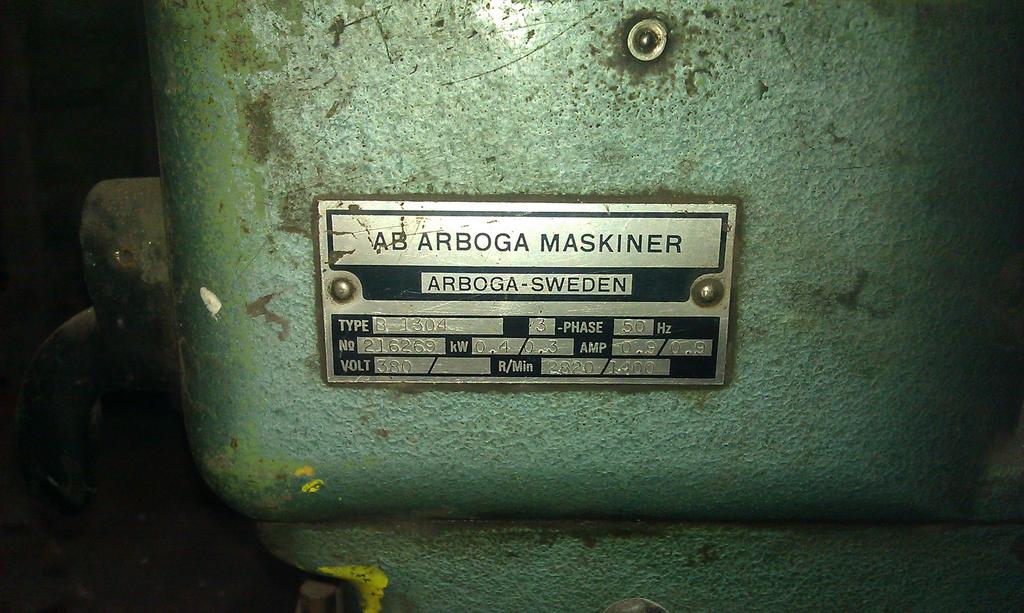 AB ARBOGA MASKINER
ARBOGA-SWEDEN
TYPE B 1304 3 -PHASE 50 Hz
No 216269 kW 0.4/0.3 AMP 0.9/0.9
VOLT 380 / R/Min 2820/1400